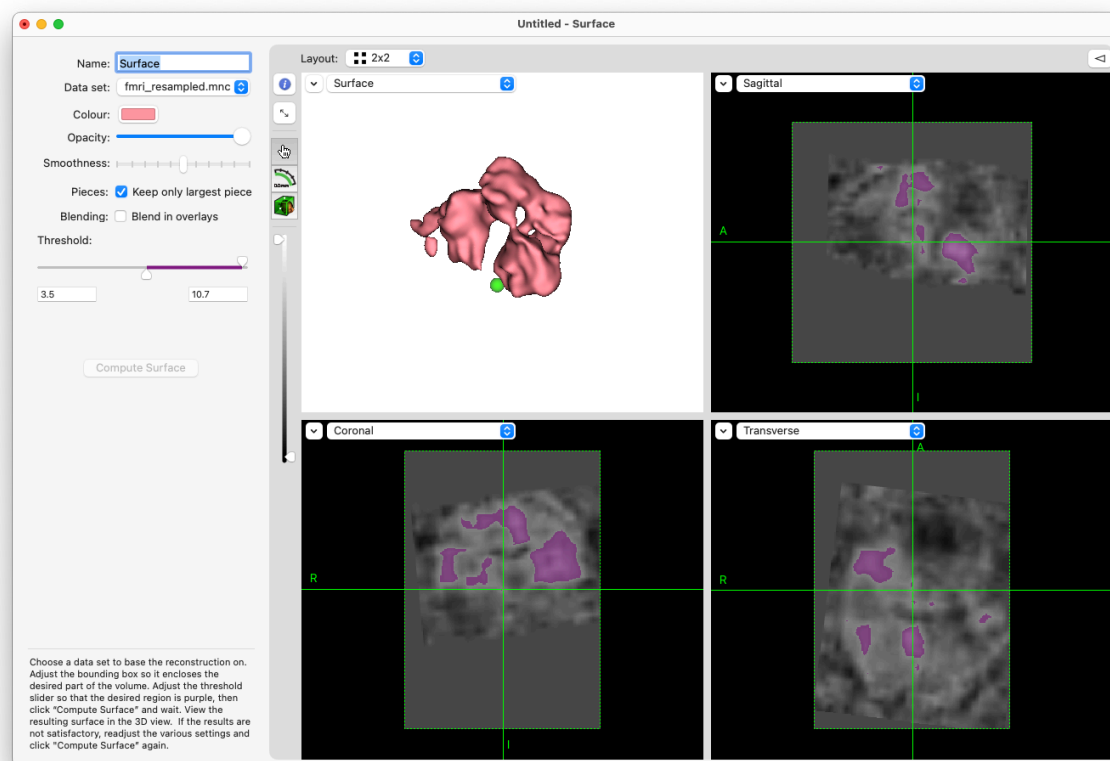 Untitled - Surface
Name: Surface
Data set: fmri_resampled.mnc
Colour:
Opacity:
Smoothness:
Pieces: Keep only largest piece
Blending: Blend in overlays
Threshold:
3.5 10.7
Compute Surface
Choose a data set to base the reconstruction on.
Adjust the bounding box so it encloses the
desired part of the volume. Adjust the threshold
slider so that the desired region is purple, then
click "Compute Surface" and wait. View the
resulting surface in the 3D view.  If the results are
not satisfactory, readjust the various settings and
click "Compute Surface" again.
Layout: 2x2
Surface
Sagittal
A
I
Coronal
R
I
Transverse
A
R